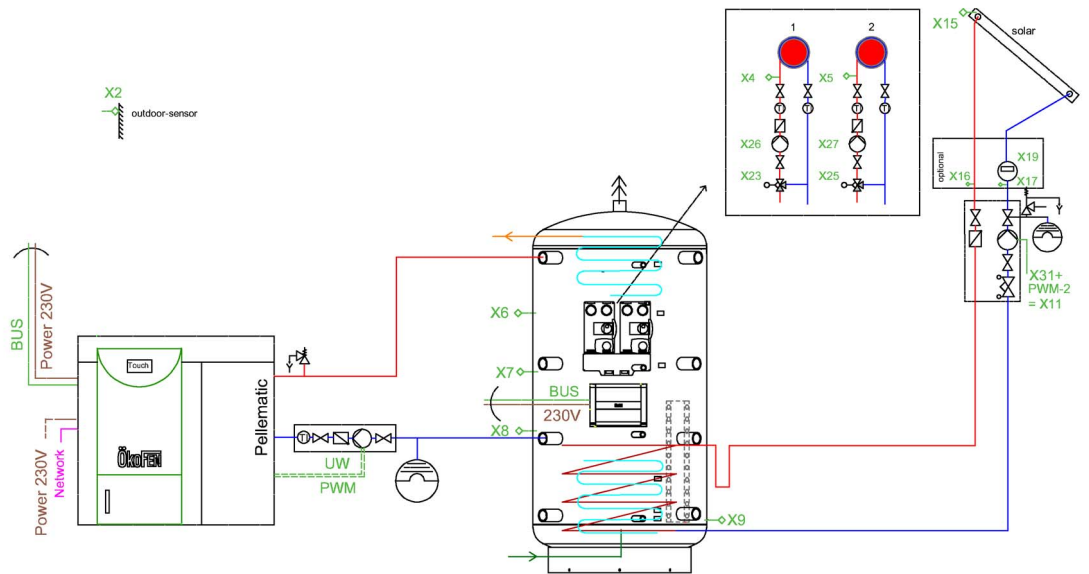 X15
solar
1
2
X4
X5
X2
outdoor-sensor
X26
X27
X19
optional
X23
X25
X16
X17
X31+
PWM-2
= X11
BUS
Power 230V
X6
Touch
X7
BUS
230V
Pellematic
X8
ÖkoFEN
UW
PWM
Power 230V
Network
X9
T
T
T
T
T